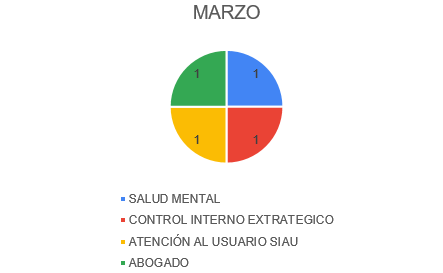 MARZO
1 1
1 1
SALUD MENTAL
CONTROL INTERNO EXTRATEGICO
ATENCIÓN AL USUARIO SIAU
ABOGADO